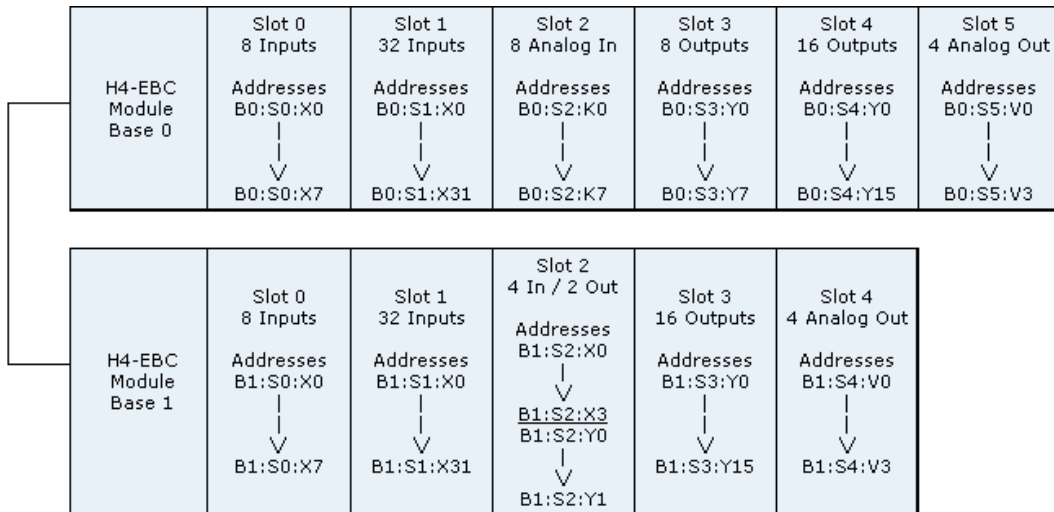 H4-EBC
Module
Base 0
Slot 0
8 Inputs
Addresses
B0:S0:X0
B0:S0:X7
Slot 1
32 Inputs
Addresses
B0:S1:X0
B0:S1:X31
Slot 2
8 Analog In
Addresses
B0:S2:K0
B0:S2:K7
Slot 3
8 Outputs
Addresses
B0:S3:Y0
B0:S3:Y7
Slot 4
16 Outputs
Addresses
B0:S4:Y0
B0:S4:Y15
Slot 5
4 Analog Out
Addresses
B0:S5:V0
B0:S5:V3
H4-EBC
Module
Base 1
Slot 0
8 Inputs
Addresses
B1:S0:X0
B1:S0:X7
Slot 1
32 Inputs
Addresses
B1:S1:X0
B1:S1:X31
Slot 2
4 In / 2 Out
Addresses
B1:S2:X0
B1:S2:X3
B1:S2:Y0
B1:S2:Y1
Slot 3
16 Outputs
Addresses
B1:S3:Y0
B1:S3:Y15
Slot 4
4 Analog Out
Addresses
B1:S4:V0
B1:S4:V3